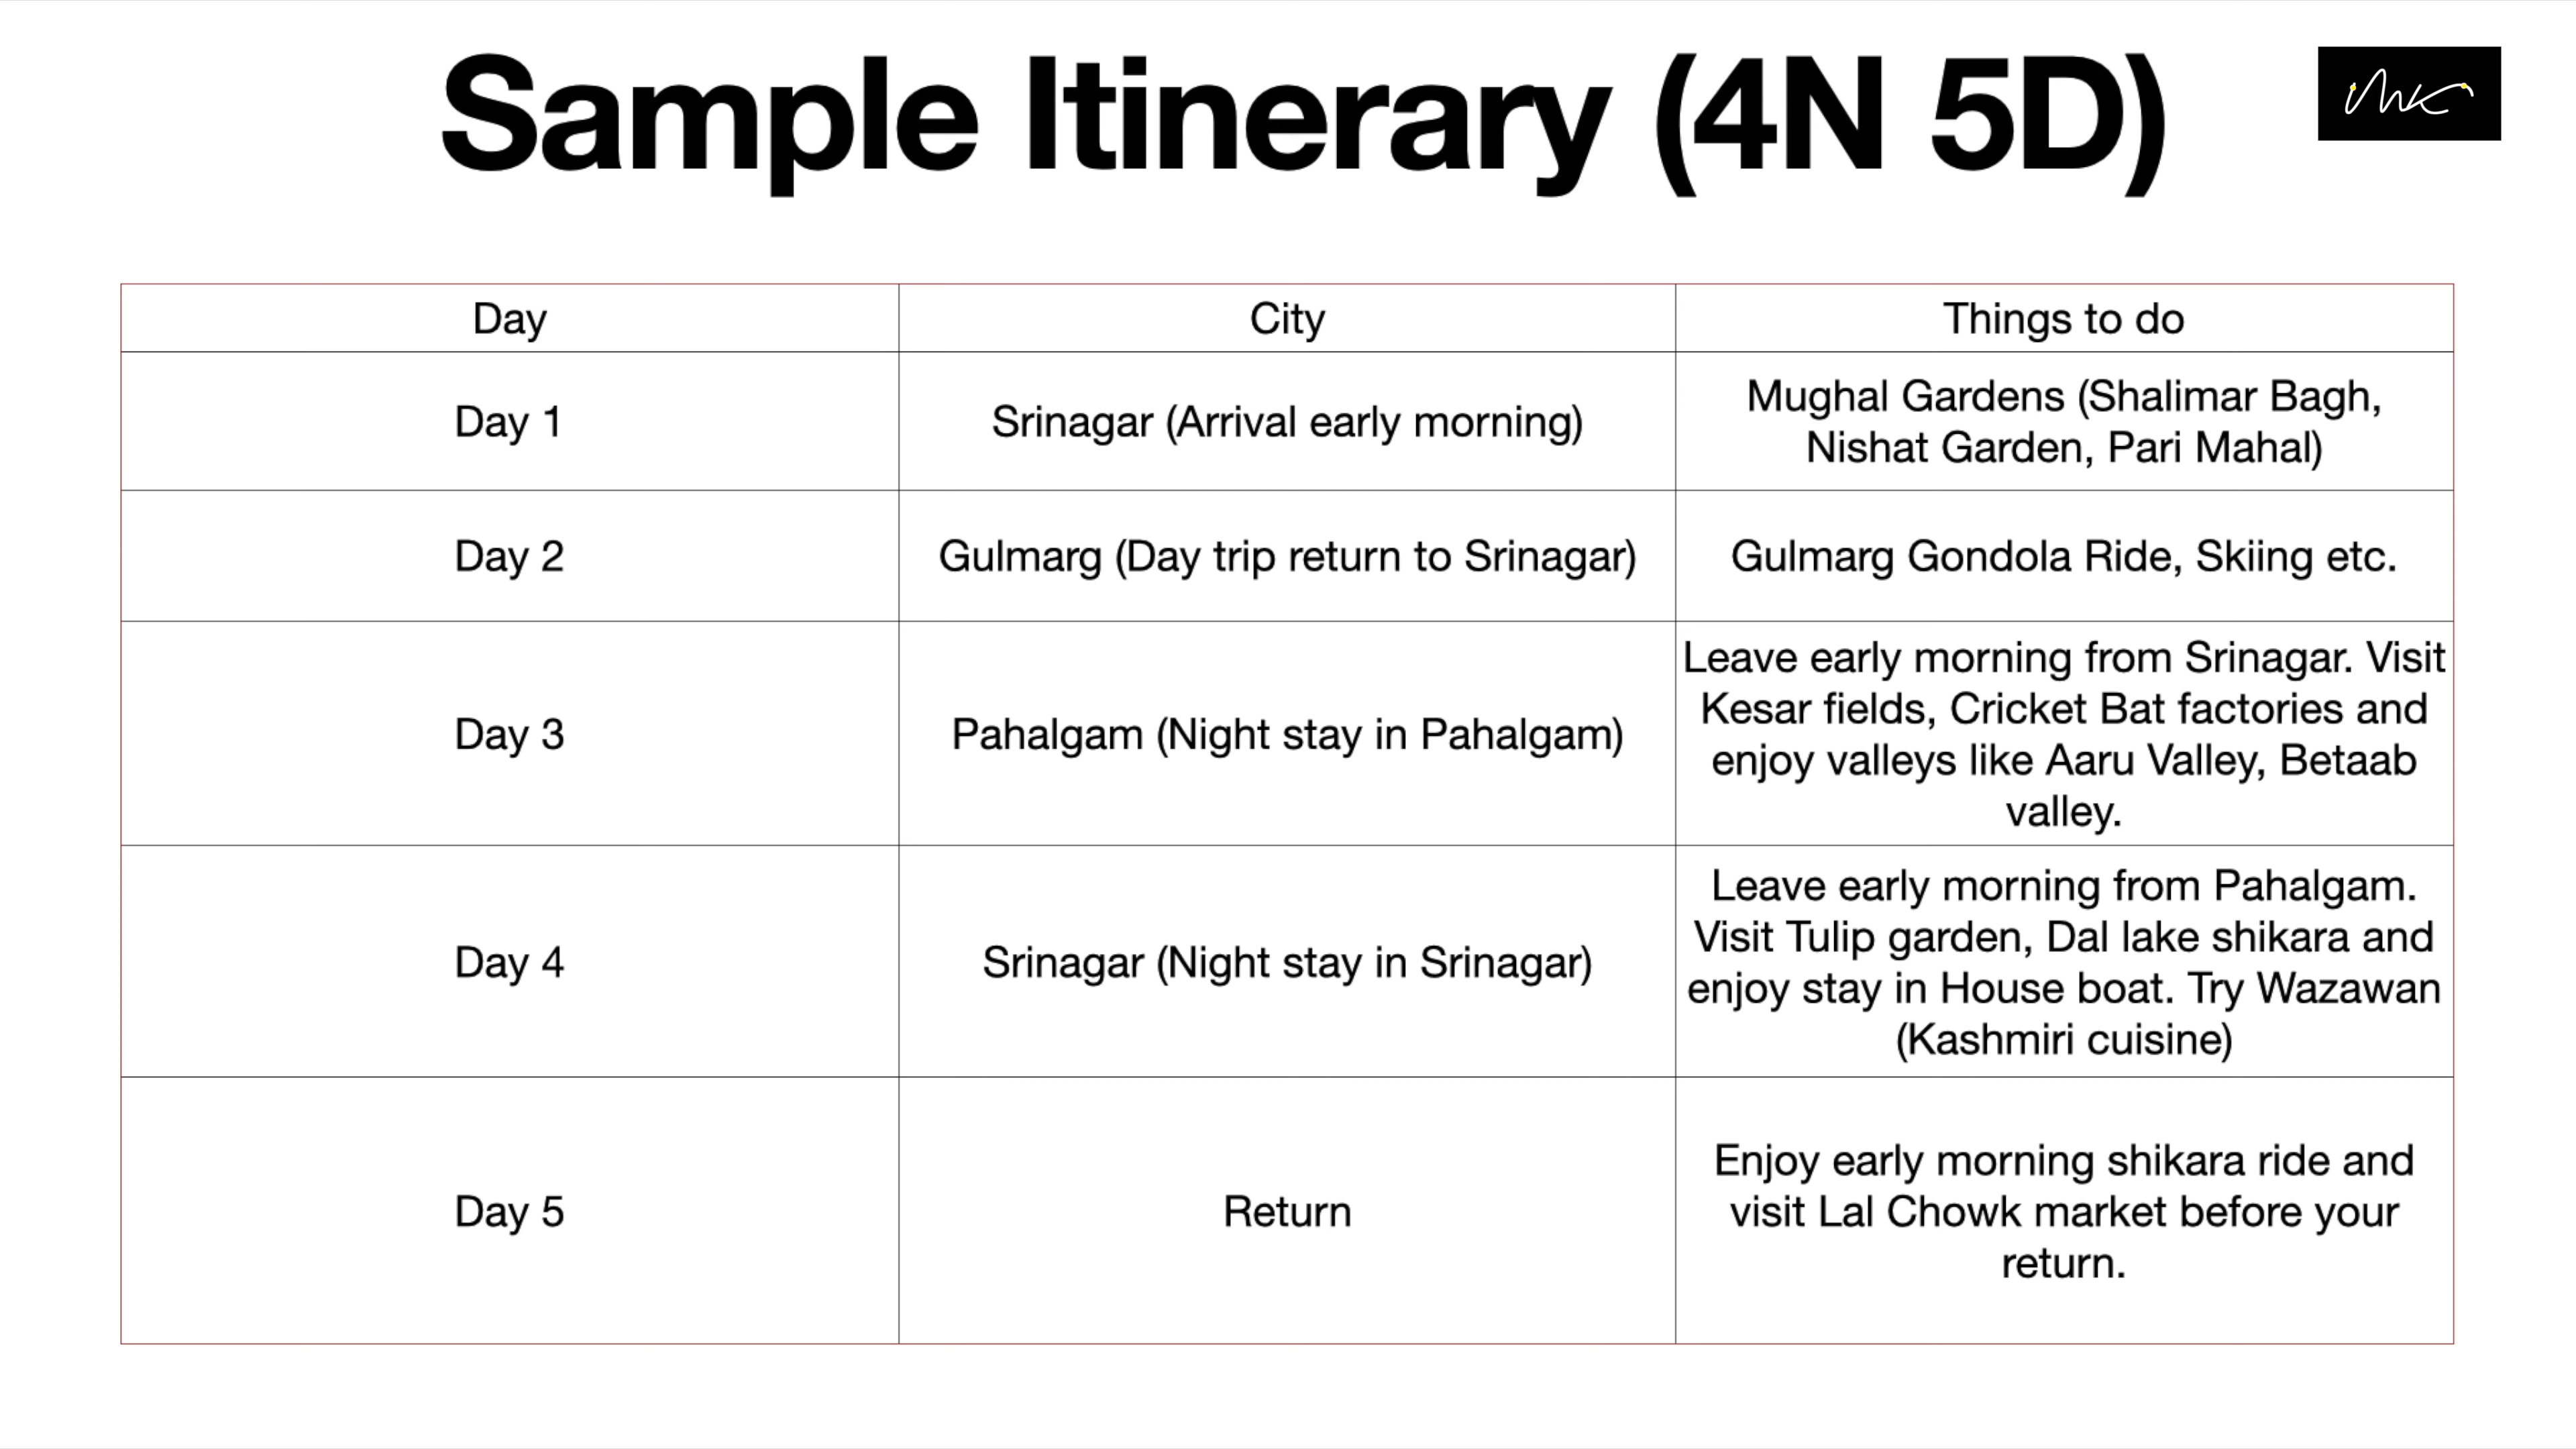 Sample Itinerary (4N 5D)
Day
City
Things to do
Day 1
Srinagar (Arrival early morning)
Mughal Gardens (Shalimar Bagh,
Nishat Garden, Pari Mahal)
Day 2
Gulmarg (Day trip return to Srinagar)
Gulmarg Gondola Ride, Skiing etc.
Day 3
Pahalgam (Night stay in Pahalgam)
Leave early morning from Srinagar. Visit
Kesar fields, Cricket Bat factories and
enjoy valleys like Aaru Valley, Betaab
valley.
Day 4
Srinagar (Night stay in Srinagar)
Leave early morning from Pahalgam.
Visit Tulip garden, Dal lake shikara and
enjoy stay in House boat. Try Wazawan
(Kashmiri cuisine)
Day 5
Return
Enjoy early morning shikara ride and
visit Lal Chowk market before your
return.